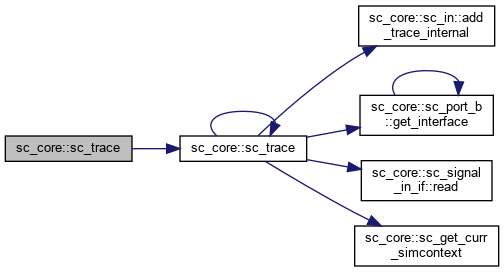 sc_core::sc_trace
sc_core::sc_trace
sc_core::sc_in::add
_trace_internal
sc_core::sc_port_b
::get_interface
sc_core::sc_signal
_in_if::read
sc_core::sc_get_curr
_simcontext